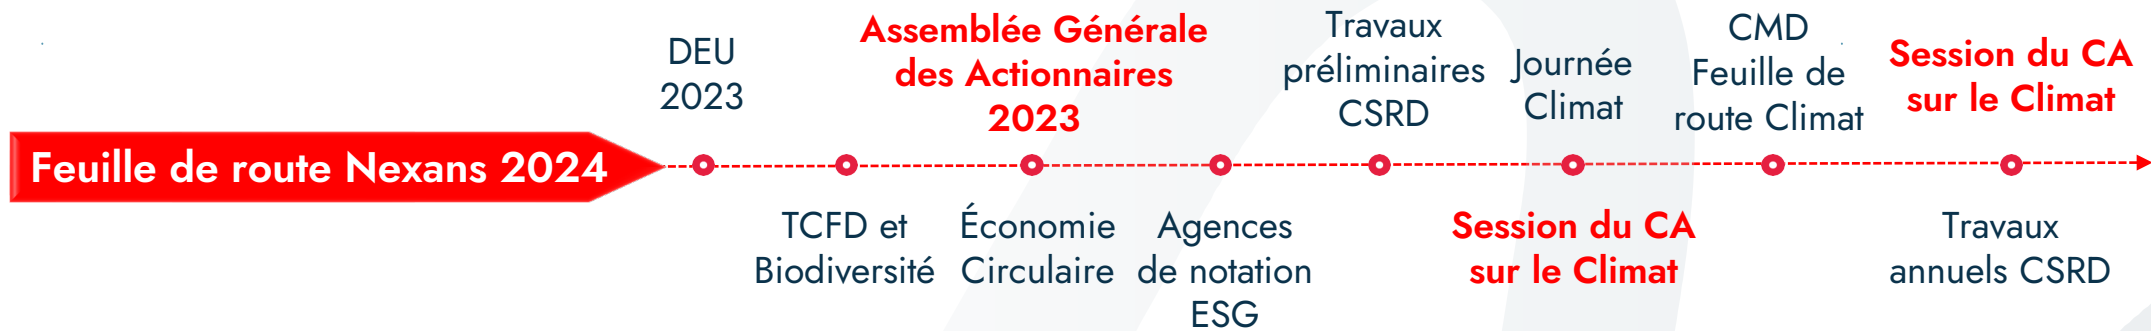 Feuille de route Nexans 2024
DEU
2023
TCFD et
Biodiversité
Assemblée Générale
des Actionnaires
2023
Économie
Circulaire
Agences
de notation
ESG
Travaux
préliminaires
CSRD
Journée
Climat
Session du CA
sur le Climat
CMD
Feuille de
route Climat
Session du CA
sur le Climat
Travaux
annuels CSRD